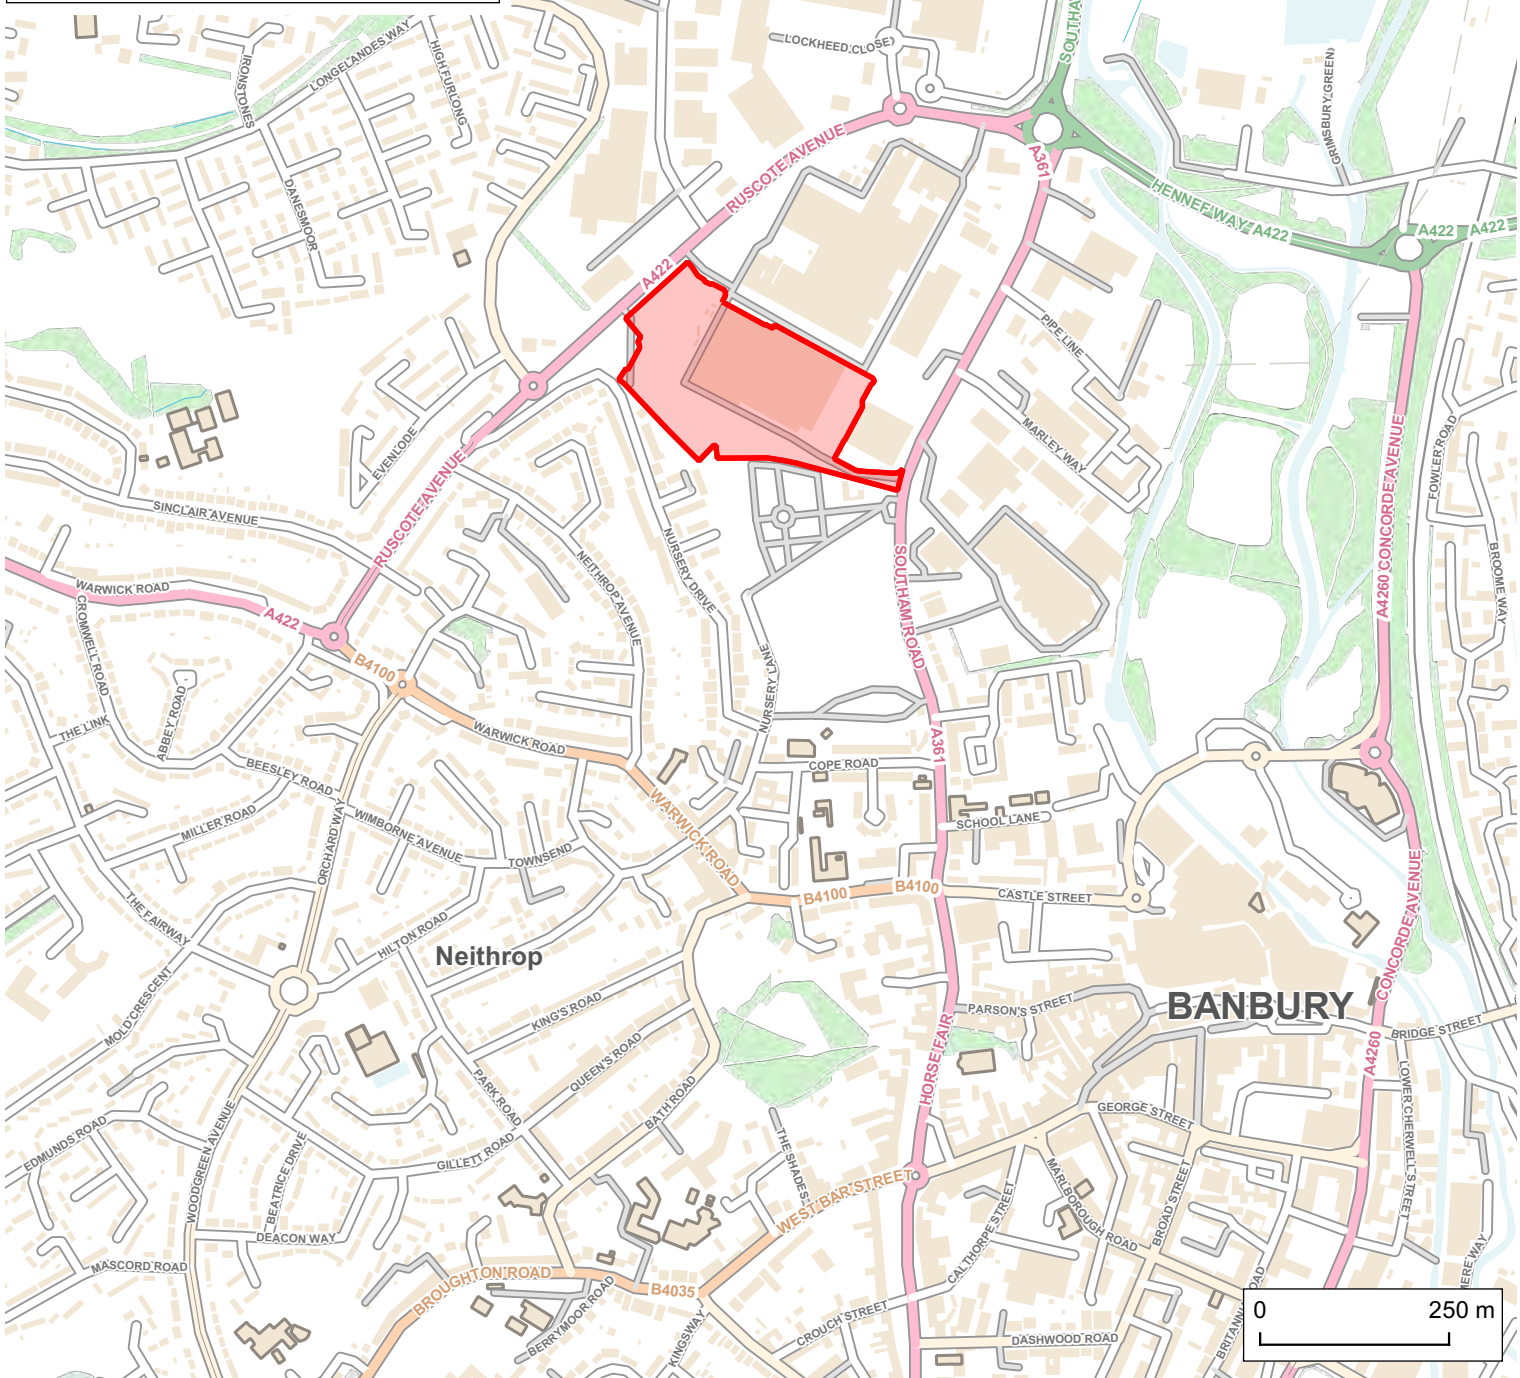 LOCKHEED CLOSE
SOUTHA
LONGELANDES WAY
IRONSTONES
HIGH FURLONG
GRIMSBURY GREEN
RUSCOTE AVENUE
A361
DANESMOOR
HENNEF WAY A422
A422
A422
A422
PIPE LINE
MARLEY WAY
EVENLODE
RUSCOTE AVENUE
SINCLAIR AVENUE
FOWLER ROAD
A4260 CONCORDE AVENUE
BROOME WAY
NURSERY DRIVE
NEITHROP AVENUE
SOUTHAM ROAD
WARWICK ROAD
A422
CROMWELL ROAD
B4100
NURSERY LANE
ABBEY ROAD
THE LINK
WARWICK ROAD
A361
COPE ROAD
BEESLEY ROAD
MILLER ROAD
WIMBORNE AVENUE
ORCHARD WAY
TOWNSEND
WARWICK ROAD
SCHOOL LANE
B4100
B4100
CASTLE STREET
THE FAIRWAY
HILTON ROAD
Neithrop
CONCORDE AVENUE
MOLD CRESCENT
KING'S ROAD
PARSON'S STREET
BANBURY
BRIDGE STREET
QUEEN'S ROAD
HORSE FAIR
A4260
PARK ROAD
BATH ROAD
LOWER CHERWELL STREET
GEORGE STREET
EDMUNDS ROAD
WOODGREEN AVENUE
BEATRICE DRIVE
GILLETT ROAD
THE SHADES
WEST BAR STREET
MARLBOROUGH ROAD
BROAD STREET
CALTHORPE STREET
DEACON WAY
MASCORD ROAD
BROUGHTON ROAD
B4035
BERRYMOOR ROAD
KINGSWAY
CROUCH STREET
DASHWOOD ROAD
BRITANN
OAD
MERE WAY
0
250 m